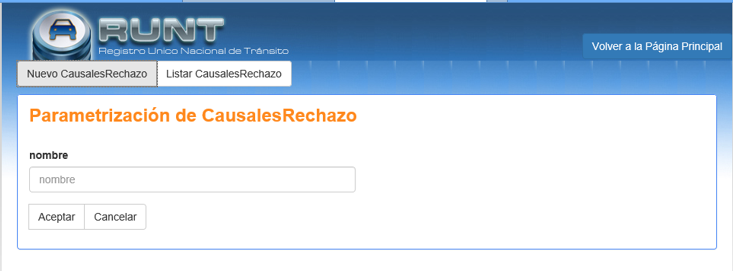 RUNT
Registro Unico Nacional de Tránsito
Volver a la Página Principal
Nuevo CausalesRechazo
Listar CausalesRechazo
Parametrización de CausalesRechazo
nombre
nombre
Aceptar
Cancelar